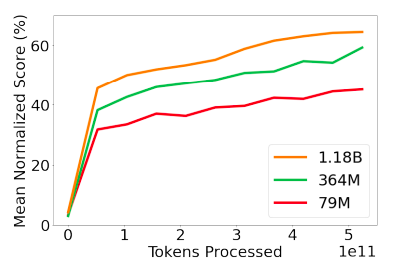 Mean Normalized Score (%)
60
40
20
0
1.18B
364M
79M
0 1 2 3 4 5
Tokens Processed
1e11